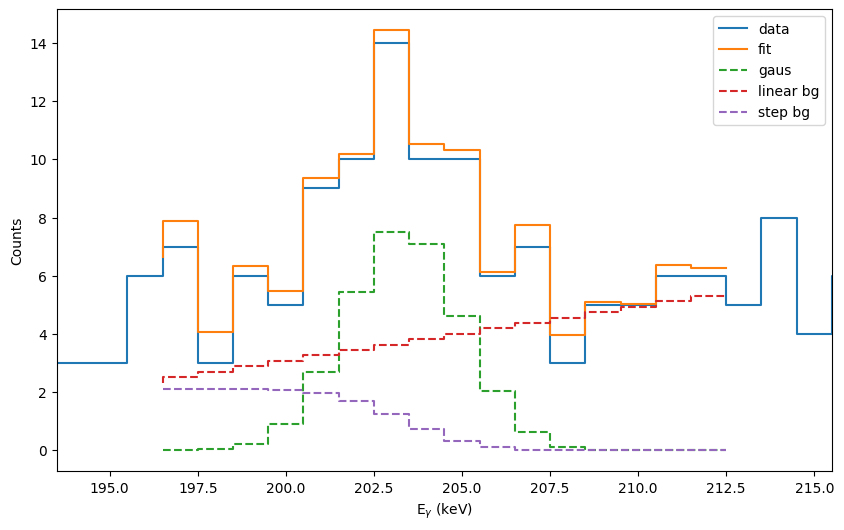 data
fit
gaus
linear bg
step bg
14
12
10
8
6
4
2
0
Counts
195.0 197.5 200.0 202.5 205.0 207.5 210.0 212.5 215.0
Eγ (keV)